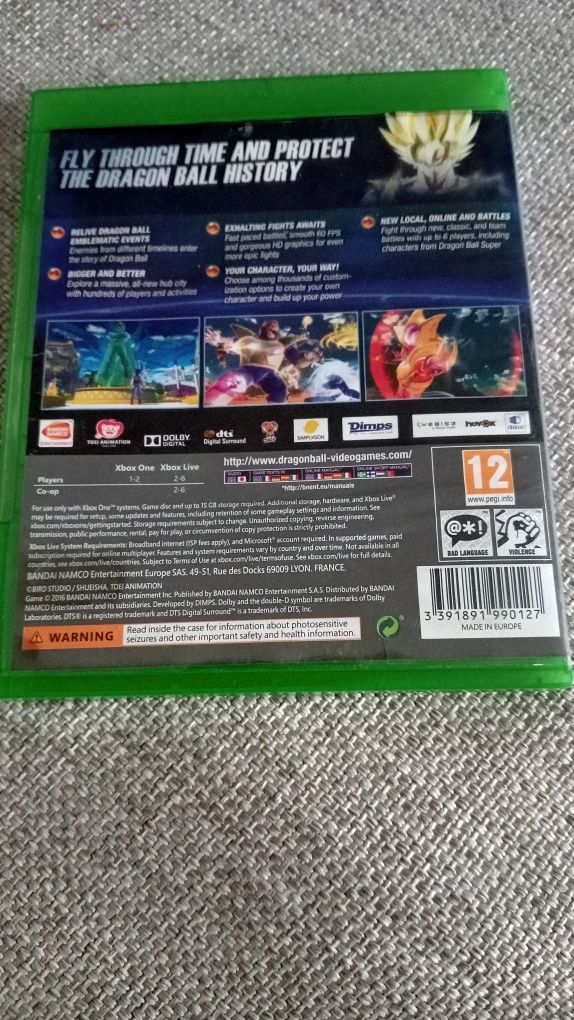 FLY THROUGH TIME AND PROTECT
THE DRAGON BALL HISTORY
RELIVE DRAGON BALL
EMBLEMATIC EVENTS
Enemies from different timelines enter
the story of Dragon Ball
BIGGER AND BETTER
Explore a massive, all-new hub city
with hundreds of players and activities
EXHALTING FIGHTS AWAITS
Fast paced battles, smooth 60 FPS
and gorgeous HD graphics for even
more epic fights
YOUR CHARACTER, YOUR WAY!
Choose among thousands of custom-
ization options to create your own
character and build up your power
NEW LOCAL, ONLINE AND BATTLES
Fight through new, classic, and team
battles with up to 6 players, including
characters from Dragon Ball Super
BANDAI
NAMCO
TOEI ANIMATION
DOLBY
DIGITAL
dts
Digital Surround
SIMPLYGON
Dimps
havok
Xbox One Xbox Live
Players 1-2 2-6
Co-op 2-6
http://www.dragonball-videogames.com/
AUDIO
GAME TEXTS IN
ONLINE MANUAL*
ONLINE SHORT MANUAL*
*http://bnent.eu/manuals
12
www.pegi.info
BAD LANGUAGE
VIOLENCE
For use only with Xbox One™ systems. Game disc and up to 15 GB storage required. Additional storage, hardware, and Xbox Live®
may be required for setup, some updates and features, including retention of some gameplay settings and information. See
xbox.com/xboxone/gettingstarted. Storage requirements subject to change. Unauthorized copying, reverse engineering,
transmission, public performance, rental, pay for play, or circumvention of copy protection is strictly prohibited.
Xbox Live System Requirements: Broadband internet (ISP fees apply), and Microsoft® account required. In supported games, paid
subscription required for online multiplayer. Features and system requirements vary by country and over time. Not available in all
countries, see xbox.com/live/countries. Subject to Terms of Use at xbox.com/live/termsofuse. See xbox.com/live for full details.
BANDAI NAMCO Entertainment Europe SAS, 49-51, Rue des Docks 69009 LYON. FRANCE.
©BIRD STUDIO / SHUEISHA, TOEI ANIMATION
Game © 2016 BANDAI NAMCO Entertainment Inc. Published by BANDAI NAMCO Entertainment S.A.S. Distributed by BANDAI
NAMCO Entertainment and its subsidiaries. Developed by DIMPS. Dolby and the double-D symbol are trademarks of Dolby
Laboratories. DTS® is a registered trademark and DTS Digital Surround™ is a trademark of DTS, Inc.
WARNING
Read inside the case for information about photosensitive
seizures and other important safety and health information.
3 391891 990127
MADE IN EUROPE